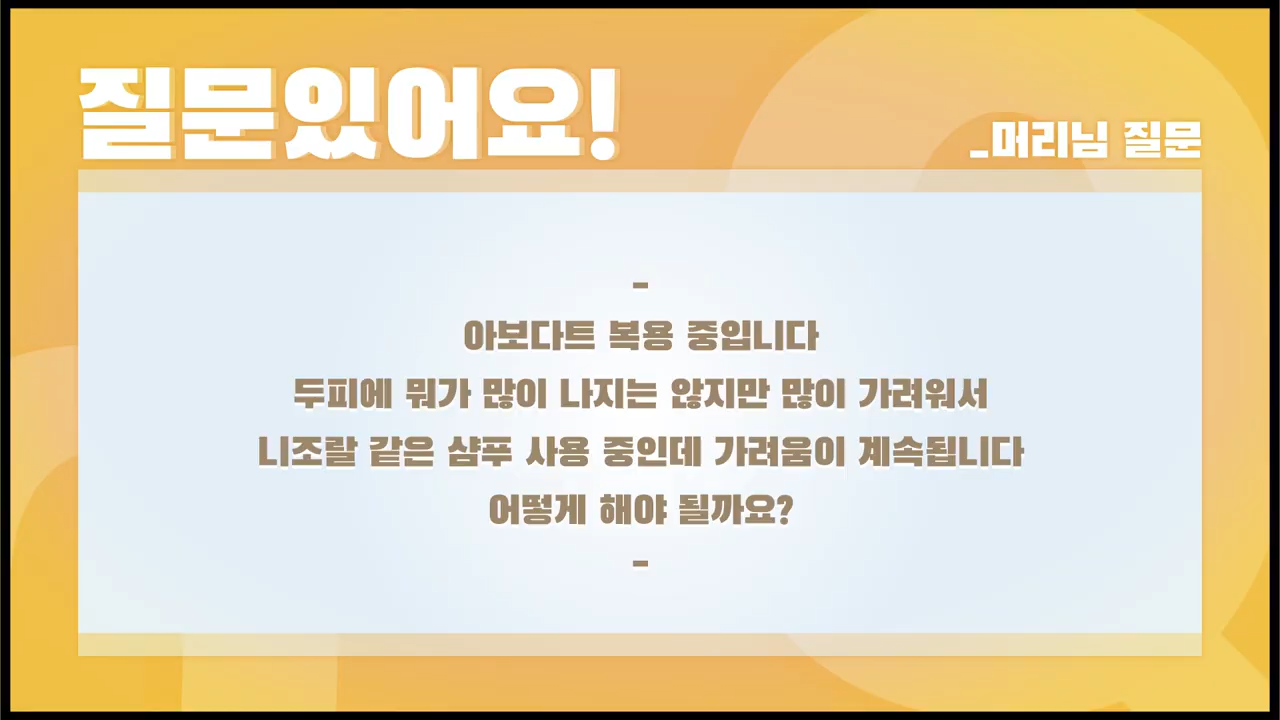 질문있어요!
_머리님 질문
-
아보다트 복용 중입니다
두피에 뭐가 많이 나지는 않지만 많이 가려워서
니조랄 같은 샴푸 사용 중인데 가려움이 계속됩니다
어떻게 해야 될까요?
-